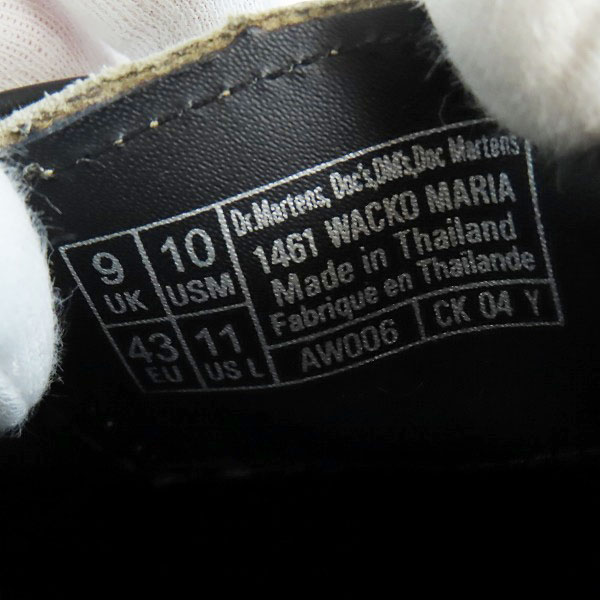 9 UK
10 USM
43 EU
11 US L
Dr.Martens, Doc's,DM's,Doc Martens
1461 WACKO MARIA
Made in Thailand
Fabrique en Thailande
AW006
CK 04 Y